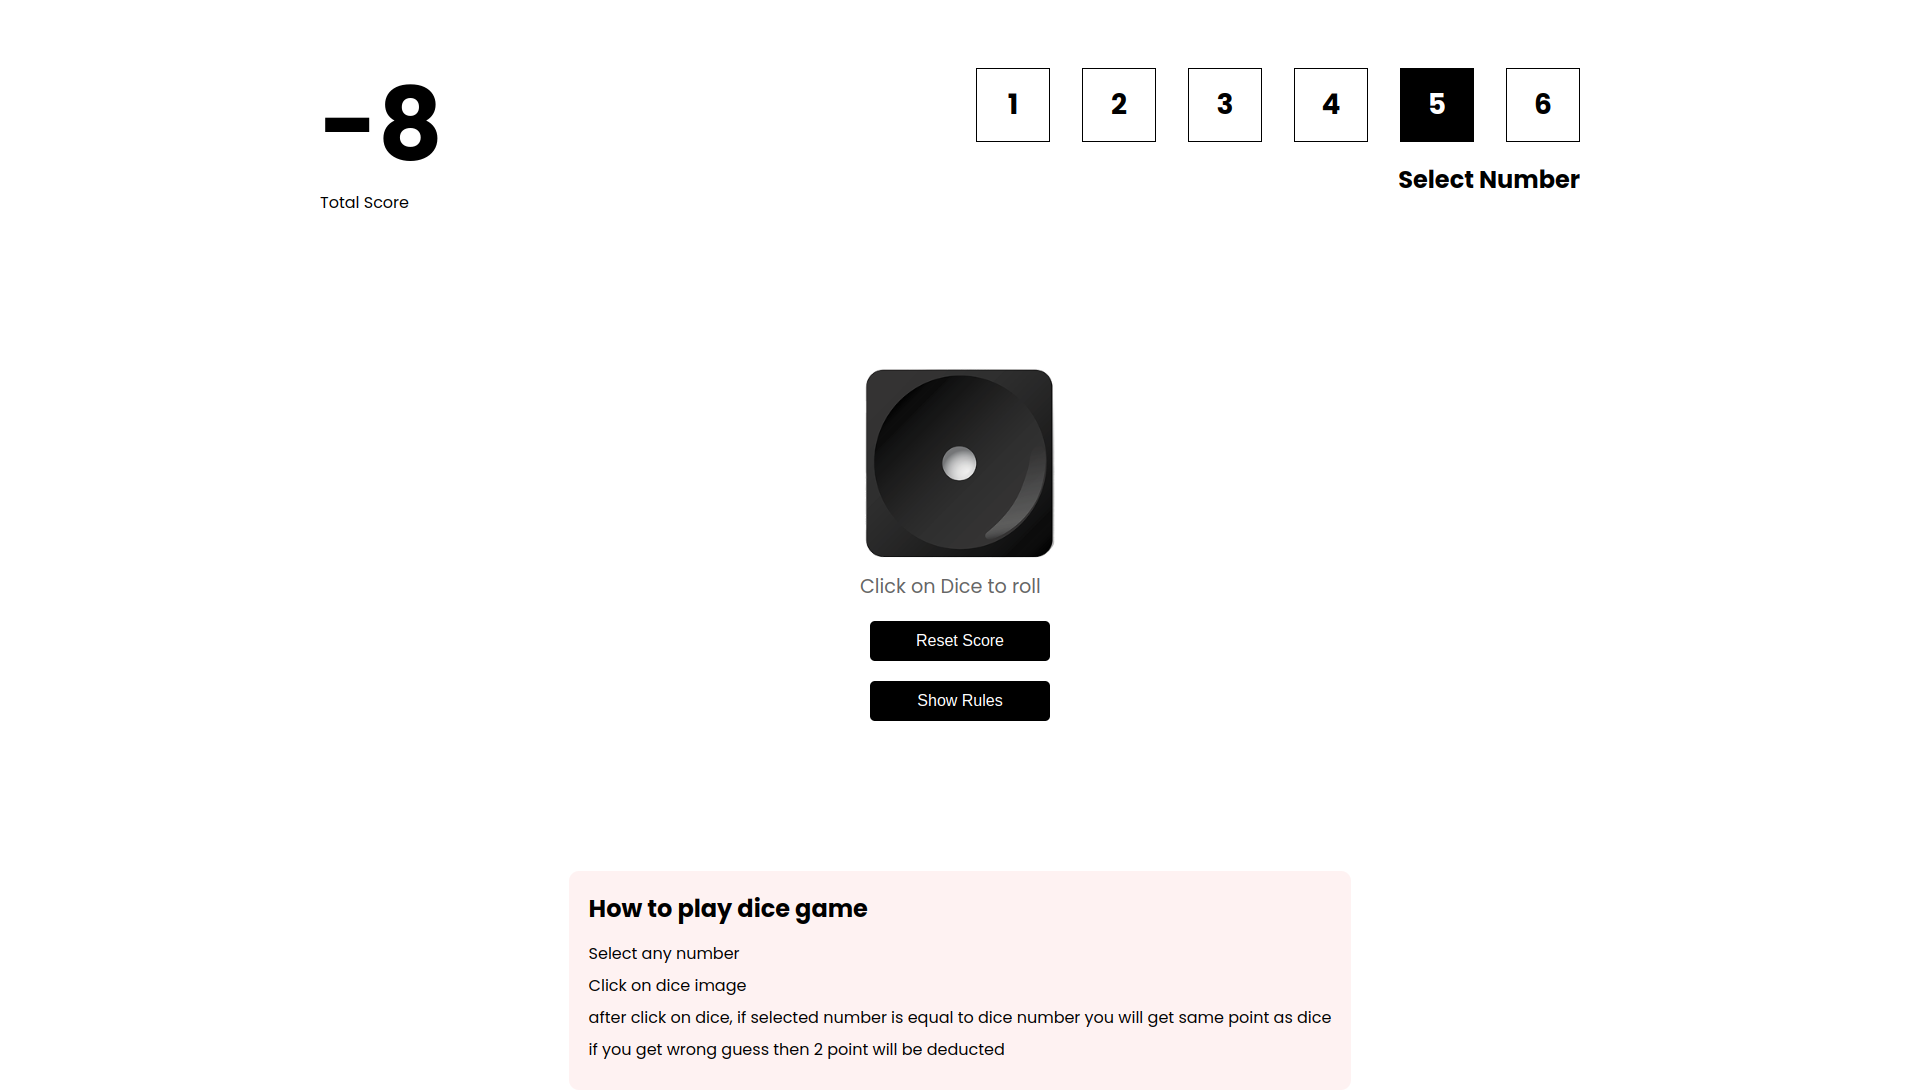 -8
Total Score
1 2 3 4 5 6
Select Number
Click on Dice to roll
Reset Score
Show Rules
How to play dice game
Select any number
Click on dice image
after click on dice, if selected number is equal to dice number you will get same point as dice
if you get wrong guess then 2 point will be deducted